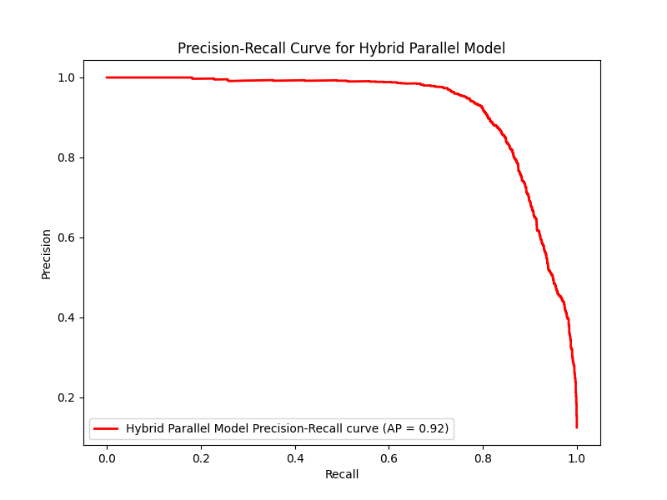 Precision-Recall Curve for Hybrid Parallel Model
Precision
1.0
0.8
0.6
0.4
0.2
Hybrid Parallel Model Precision-Recall curve (AP = 0.92)
0.0 0.2 0.4 0.6 0.8 1.0
Recall